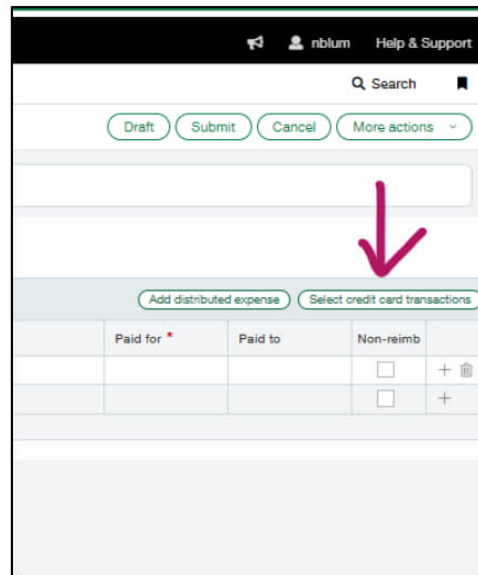 nblum Help & Support
Search
Draft Submit Cancel More actions
Add distributed expense Select credit card transactions
Paid for * Paid to Non-reimb